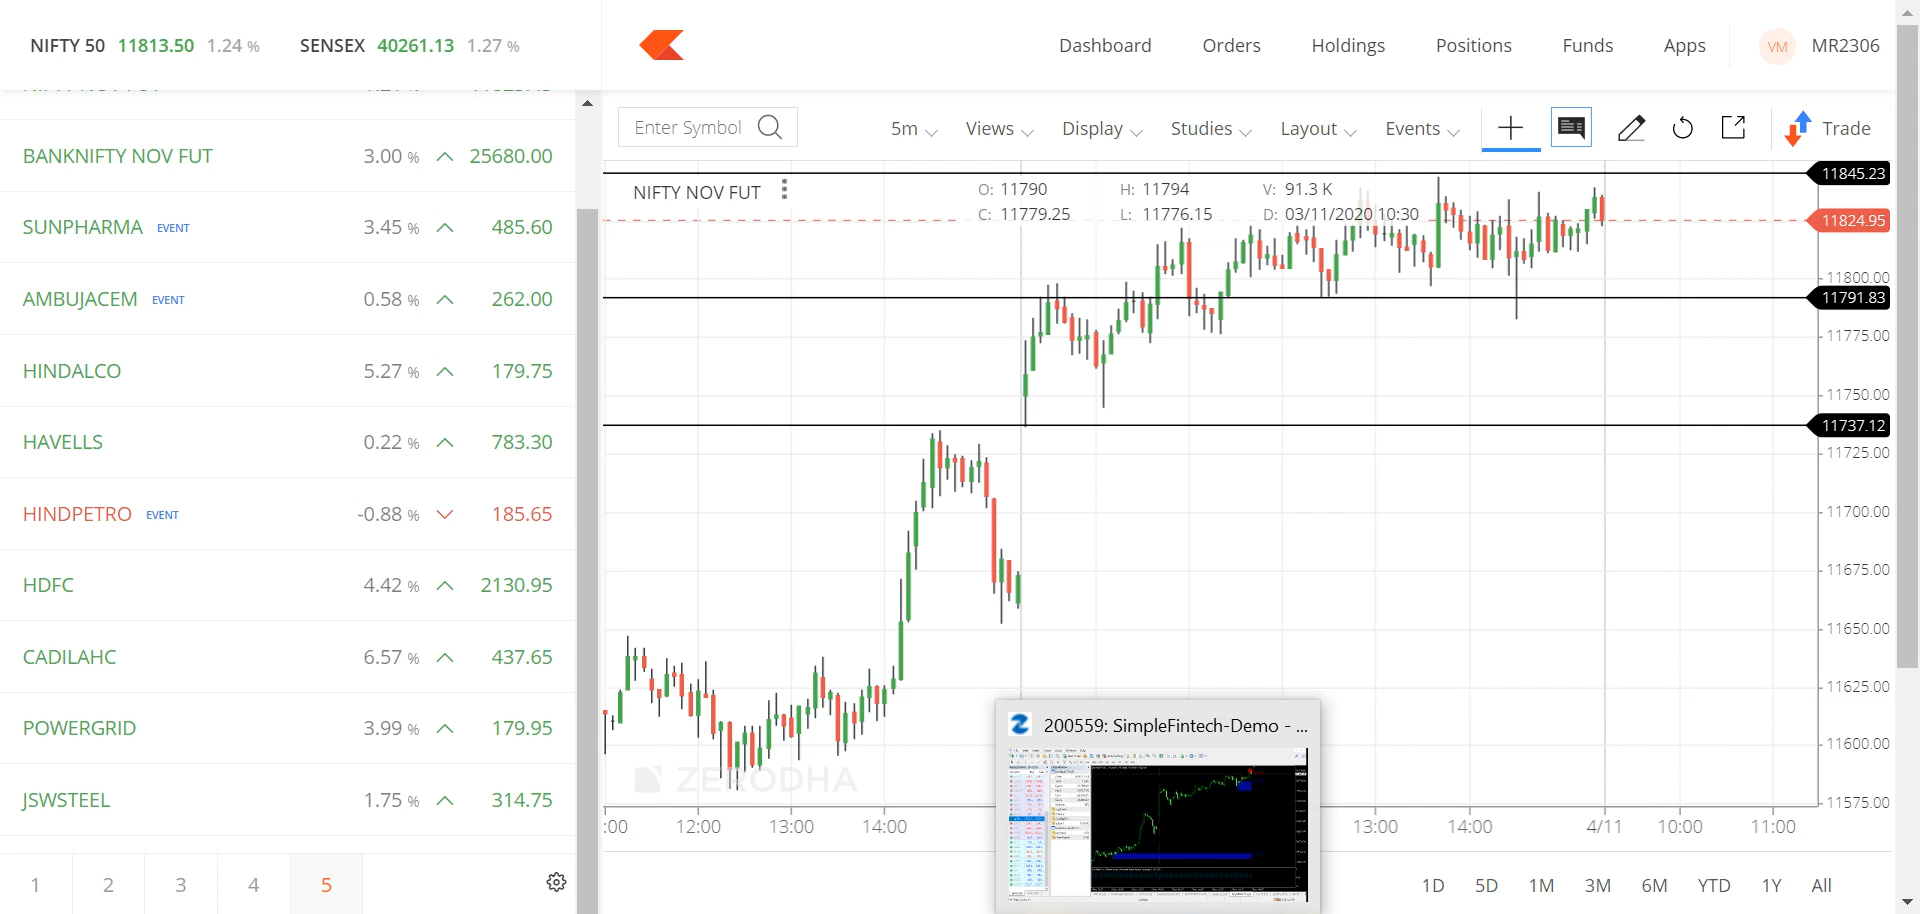 NIFTY 50 11813.50 1.24 % SENSEX 40261.13 1.27 %
Dashboard Orders Holdings Positions Funds Apps VM MR2306
BANKNIFTY NOV FUT 3.00 % 25680.00
SUNPHARMA EVENT 3.45 % 485.60
AMBUJACEM EVENT 0.58 % 262.00
HINDALCO 5.27 % 179.75
HAVELLS 0.22 % 783.30
HINDPETRO EVENT -0.88 % 185.65
HDFC 4.42 % 2130.95
CADILAHC 6.57 % 437.65
POWERGRID 3.99 % 179.95
JSWSTEEL 1.75 % 314.75
1 2 3 4 5
Enter Symbol 5m Views Display Studies Layout Events Trade
NIFTY NOV FUT
O: 11790 H: 11794 V: 91.3 K
C: 11779.25 L: 11776.15 D: 03/11/2020 10:30
11845.23
11824.95
11800.00
11791.83
11775.00
11750.00
11737.12
11725.00
11700.00
11675.00
11650.00
11625.00
11600.00
11575.00
ZERODHA
:00 12:00 13:00 14:00 13:00 14:00 4/11 10:00 11:00
200559: SimpleFintech-Demo - ...
1D 5D 1M 3M 6M YTD 1Y All